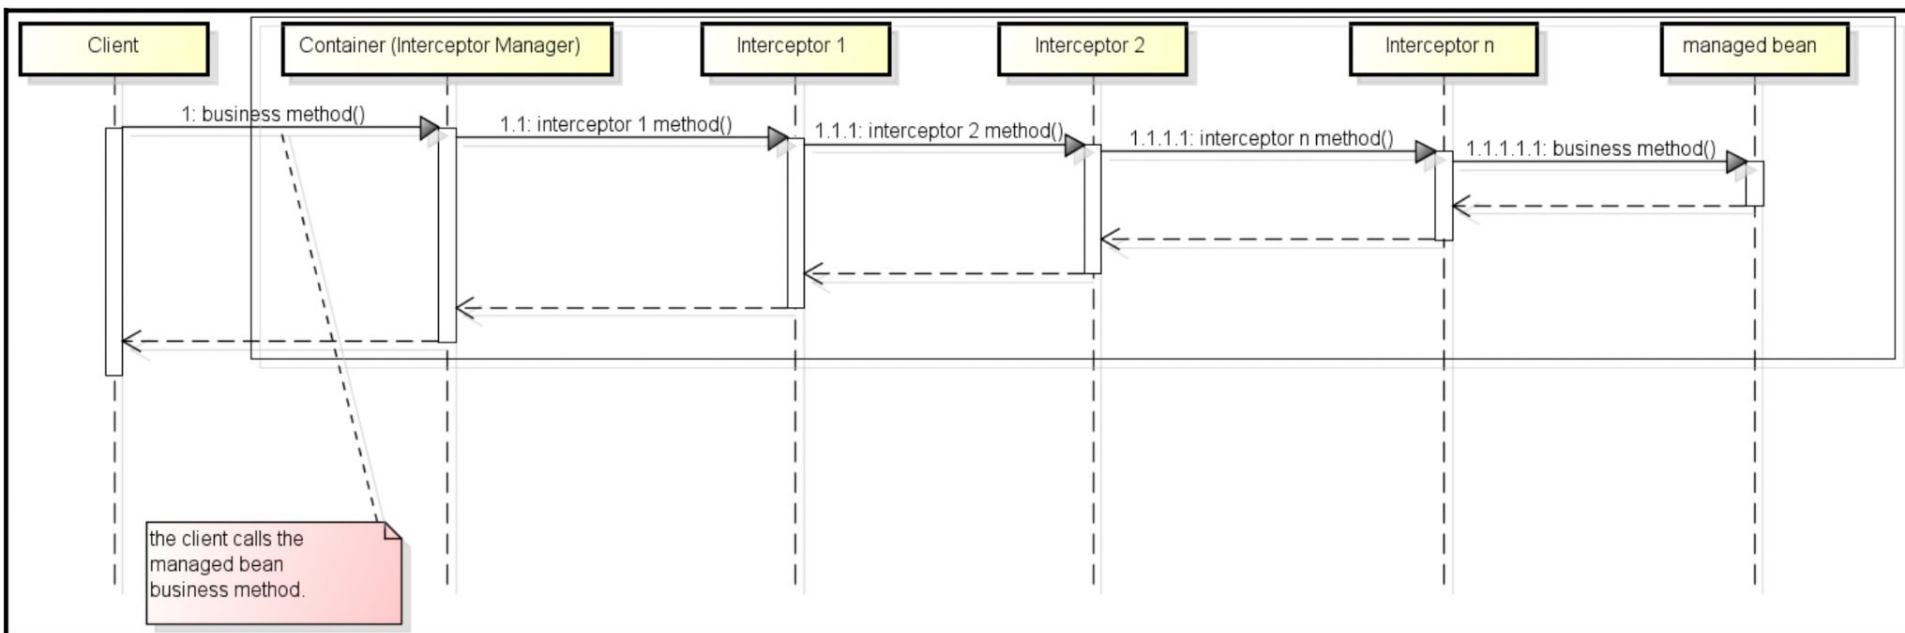 Client
Container (Interceptor Manager)
Interceptor 1
Interceptor 2
Interceptor n
managed bean
1: business method()
1.1: interceptor 1 method()
1.1.1: interceptor 2 method()
1.1.1.1: interceptor n method()
1.1.1.1.1: business method()
the client calls the
managed bean
business method.